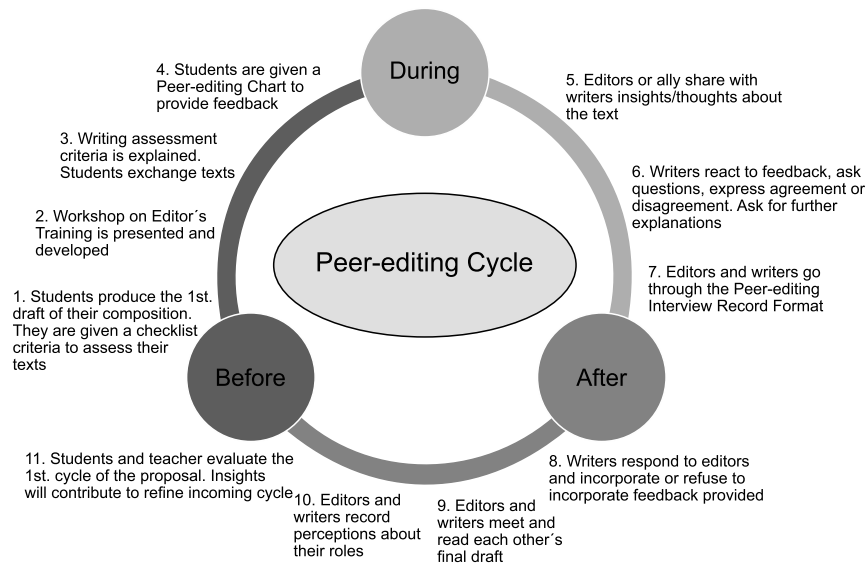 During
4. Students are given a
Peer-editing Chart to
provide feedback
5. Editors or ally share with
writers insights/thoughts about
the text
3. Writing assessment
criteria is explained.
Students exchange texts
6. Writers react to feedback, ask
questions, express agreement or
disagreement. Ask for further
explanations
2. Workshop on Editor´s
Training is presented and
developed
Peer-editing Cycle
7. Editors and writers go
through the Peer-editing
Interview Record Format
1. Students produce the 1st.
draft of their composition.
They are given a checklist
criteria to assess their
texts
Before
After
11. Students and teacher evaluate the
1st. cycle of the proposal. Insights
will contribute to refine incoming cycle
8. Writers respond to editors
and incorporate or refuse to
incorporate feedback provided
10. Editors and
writers record
perceptions about
their roles
9. Editors and
writers meet and
read each other´s
final draft